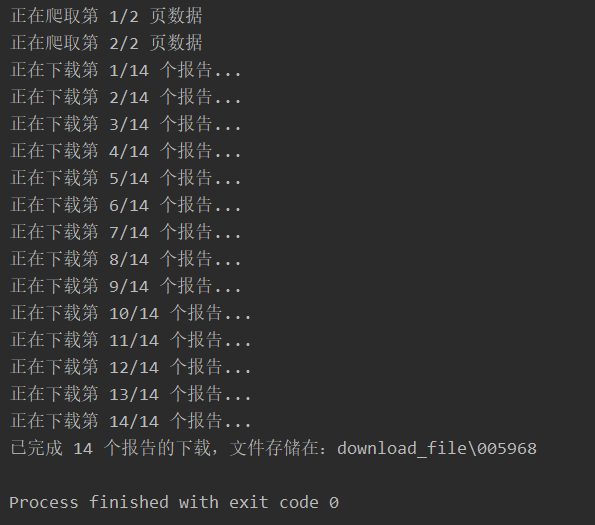 正在爬取第 1/2 页数据
正在爬取第 2/2 页数据
正在下载第 1/14 个报告...
正在下载第 2/14 个报告...
正在下载第 3/14 个报告...
正在下载第 4/14 个报告...
正在下载第 5/14 个报告...
正在下载第 6/14 个报告...
正在下载第 7/14 个报告...
正在下载第 8/14 个报告...
正在下载第 9/14 个报告...
正在下载第 10/14 个报告...
正在下载第 11/14 个报告...
正在下载第 12/14 个报告...
正在下载第 13/14 个报告...
正在下载第 14/14 个报告...
已完成 14 个报告的下载，文件存储在：download_file\005968
Process finished with exit code 0